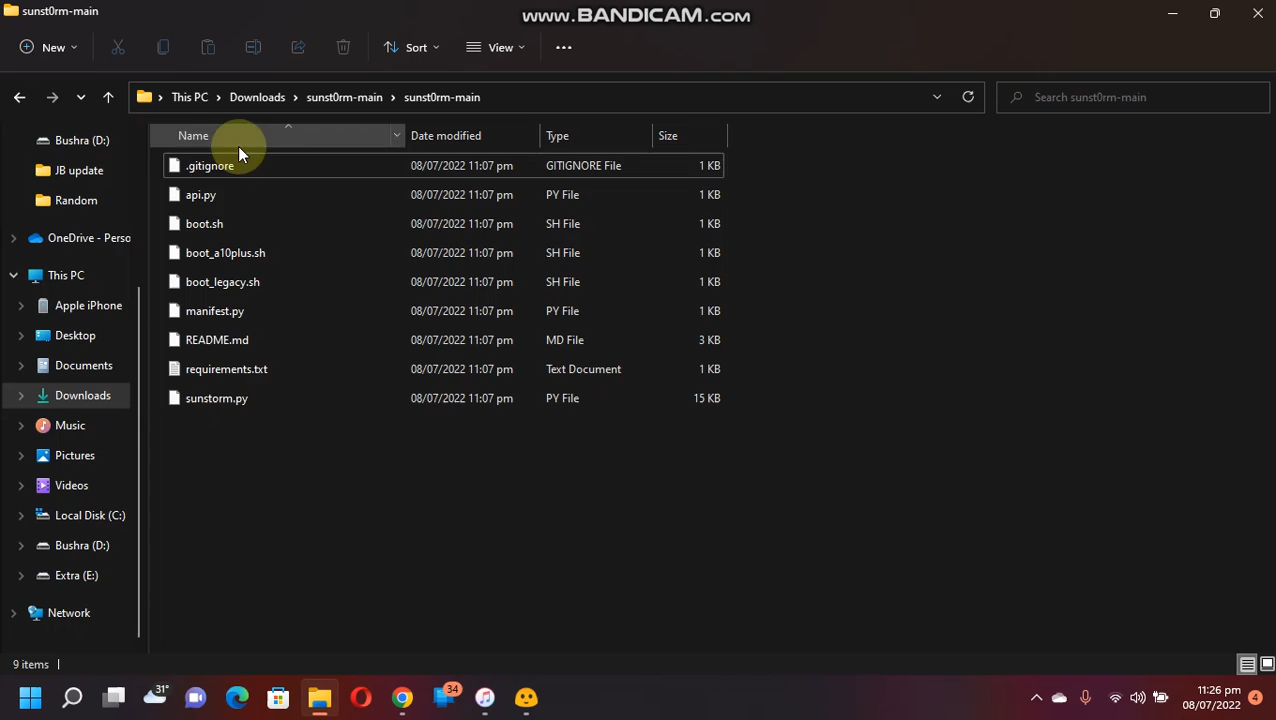 sunst0rm-main
www.BANDICAM.com
New
Sort
View
This PC > Downloads > sunst0rm-main > sunst0rm-main
Search sunst0rm-main
Name Date modified Type Size
.gitignore 08/07/2022 11:07 pm GITIGNORE File 1 KB
api.py 08/07/2022 11:07 pm PY File 1 KB
boot.sh 08/07/2022 11:07 pm SH File 1 KB
boot_a10plus.sh 08/07/2022 11:07 pm SH File 1 KB
boot_legacy.sh 08/07/2022 11:07 pm SH File 1 KB
manifest.py 08/07/2022 11:07 pm PY File 1 KB
README.md 08/07/2022 11:07 pm MD File 3 KB
requirements.txt 08/07/2022 11:07 pm Text Document 1 KB
sunstorm.py 08/07/2022 11:07 pm PY File 15 KB
Bushra (D:)
JB update
Random
OneDrive - Perso
This PC
Apple iPhone
Desktop
Documents
Downloads
Music
Pictures
Videos
Local Disk (C:)
Bushra (D:)
Extra (E:)
Network
9 items
31°
34
11:26 pm
08/07/2022
4